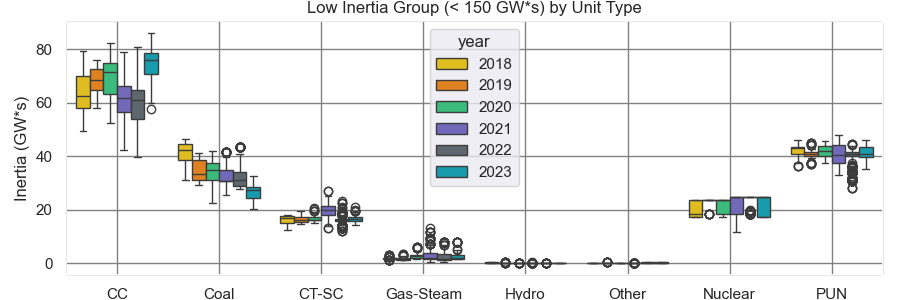 Low Inertia Group (< 150 GW*s) by Unit Type
Inertia (GW*s)
80
60
40
20
0
year
2018
2019
2020
2021
2022
2023
CC
Coal
CT-SC
Gas-Steam
Hydro
Other
Nuclear
PUN